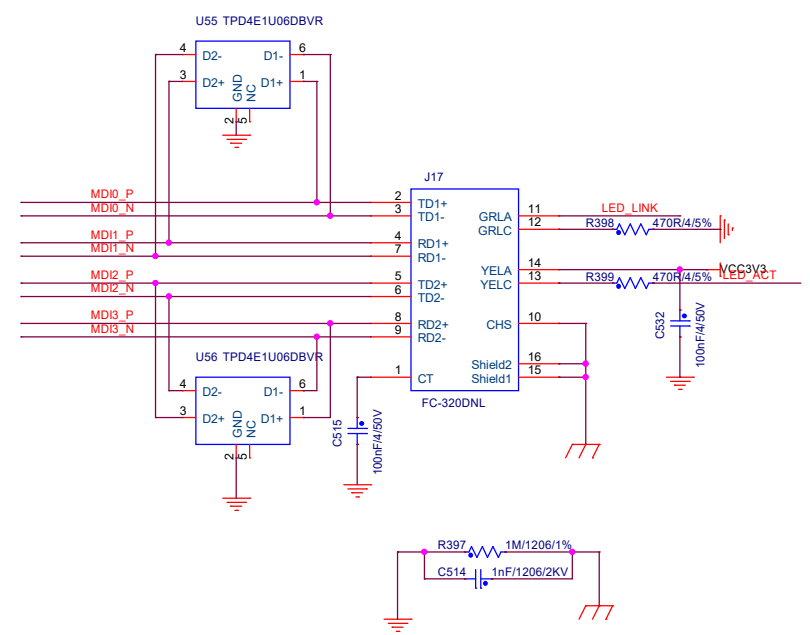 U55 TPD4E1U06DBVR
4 D2- D1- 6
3 D2+ D1+ 1
GND
NC
2 5
J17
MDI0_P 2 TD1+
MDI0_N 3 TD1-
MDI1_P 4 RD1+
MDI1_N 7 RD1-
MDI2_P 5 TD2+
MDI2_N 6 TD2-
MDI3_P 8 RD2+
MDI3_N 9 RD2-
1 CT
GRLA 11 LED_LINK
GRLC 12 R398 470R/4/5%
YELA 14 VCC3V3
YELC 13 R399 470R/4/5% LED_ACT
CHS 10
Shield2 16
Shield1 15
FC-320DNL
C532
100nF/4/50V
U56 TPD4E1U06DBVR
4 D2- D1- 6
3 D2+ D1+ 1
GND
NC
2 5
C515
100nF/4/50V
R397 1M/1206/1%
C514 1nF/1206/2KV